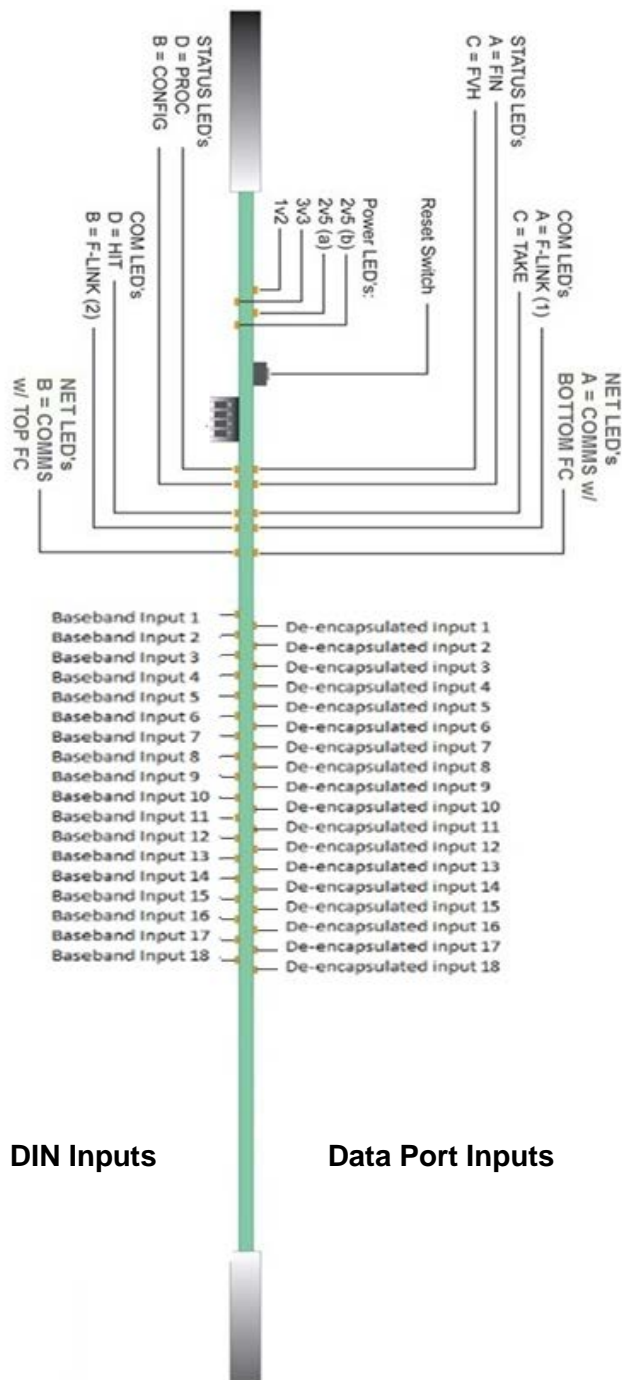 STATUS LED's
A = FIN
C = FVH
COM LED's
A = F-LINK (1)
C = TAKE
NET LED's
A = COMMS w/
BOTTOM FC
Reset Switch
Power LED's:
2v5 (b)
2v5 (a)
3v3
1v2
STATUS LED's
D = PROC
B = CONFIG
COM LED's
D = HIT
B = F-LINK (2)
NET LED's
B = COMMS
w/ TOP FC
Baseband Input 1
Baseband Input 2
Baseband Input 3
Baseband Input 4
Baseband Input 5
Baseband Input 6
Baseband Input 7
Baseband Input 8
Baseband Input 9
Baseband Input 10
Baseband Input 11
Baseband Input 12
Baseband Input 13
Baseband Input 14
Baseband Input 15
Baseband Input 16
Baseband Input 17
Baseband Input 18
De-encapsulated input 1
De-encapsulated input 2
De-encapsulated input 3
De-encapsulated input 4
De-encapsulated input 5
De-encapsulated input 6
De-encapsulated input 7
De-encapsulated input 8
De-encapsulated input 9
De-encapsulated input 10
De-encapsulated input 11
De-encapsulated input 12
De-encapsulated input 13
De-encapsulated input 14
De-encapsulated input 15
De-encapsulated input 16
De-encapsulated input 17
De-encapsulated input 18
DIN Inputs
Data Port Inputs